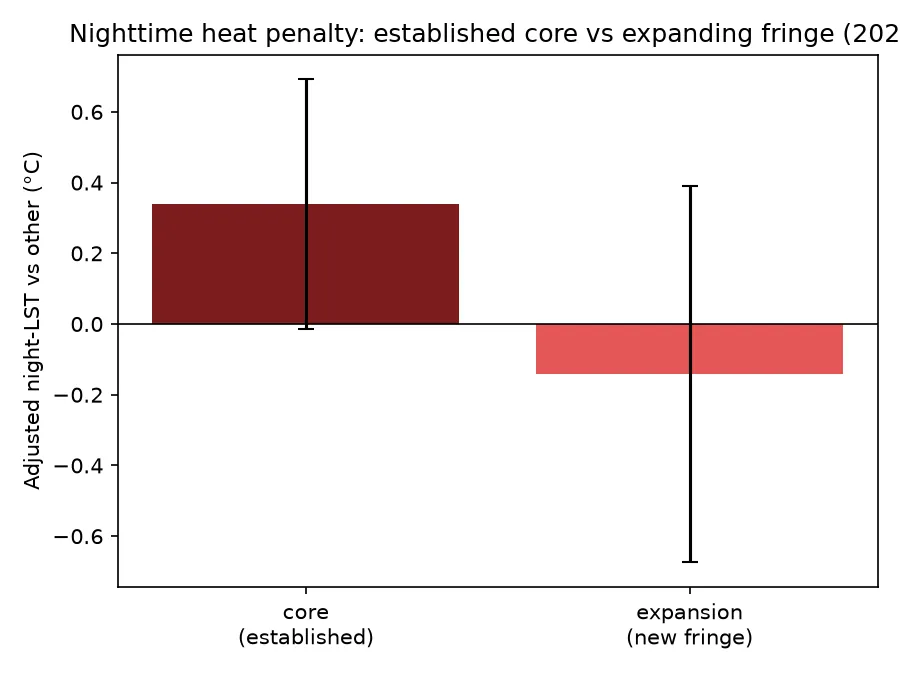 Nighttime heat penalty: established core vs expanding fringe (202
Adjusted night-LST vs other (°C)
0.6
0.4
0.2
0.0
−0.2
−0.4
−0.6
core
(established)
expansion
(new fringe)